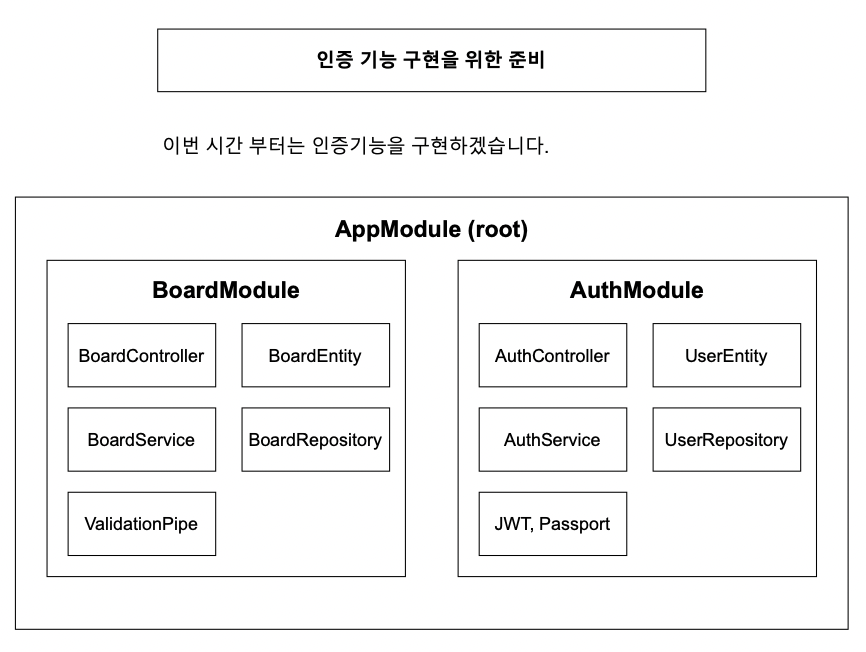 인증 기능 구현을 위한 준비
이번 시간 부터는 인증기능을 구현하겠습니다.
AppModule (root)
BoardModule
BoardController
BoardEntity
BoardService
BoardRepository
ValidationPipe
AuthModule
AuthController
UserEntity
AuthService
UserRepository
JWT, Passport